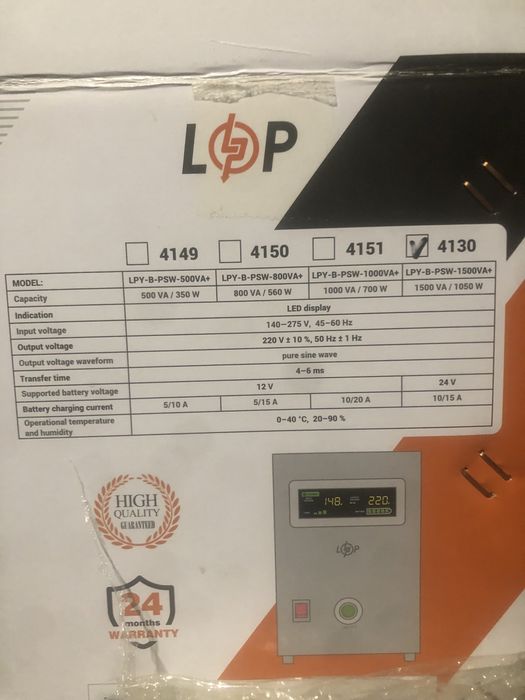 LOP
4149 4150 4151 4130
MODEL: LPY-B-PSW-500VA+ LPY-B-PSW-800VA+ LPY-B-PSW-1000VA+ LPY-B-PSW-1500VA+
Capacity 500 VA / 350 W 800 VA / 560 W 1000 VA / 700 W 1500 VA / 1050 W
Indication LED display
Input voltage 140–275 V, 45–60 Hz
Output voltage 220 V ± 10 %, 50 Hz ± 1 Hz
Output voltage waveform pure sine wave
Transfer time 4–6 ms
Supported battery voltage 12 V 24 V
Battery charging current 5/10 A 5/15 A 10/20 A 10/15 A
Operational temperature
and humidity 0–40 °C, 20–90 %
HIGH
QUALITY
GUARANTEED
148. 220.
LOP
24
months
WARRANTY